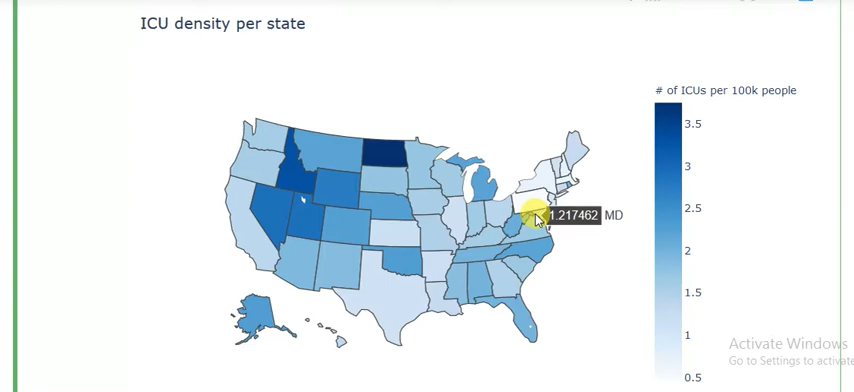 ICU density per state
# of ICUs per 100k people
3.5
3
2.5
2
1.5
1
0.5
1.217462 MD
Activate Windows
Go to Settings to activate